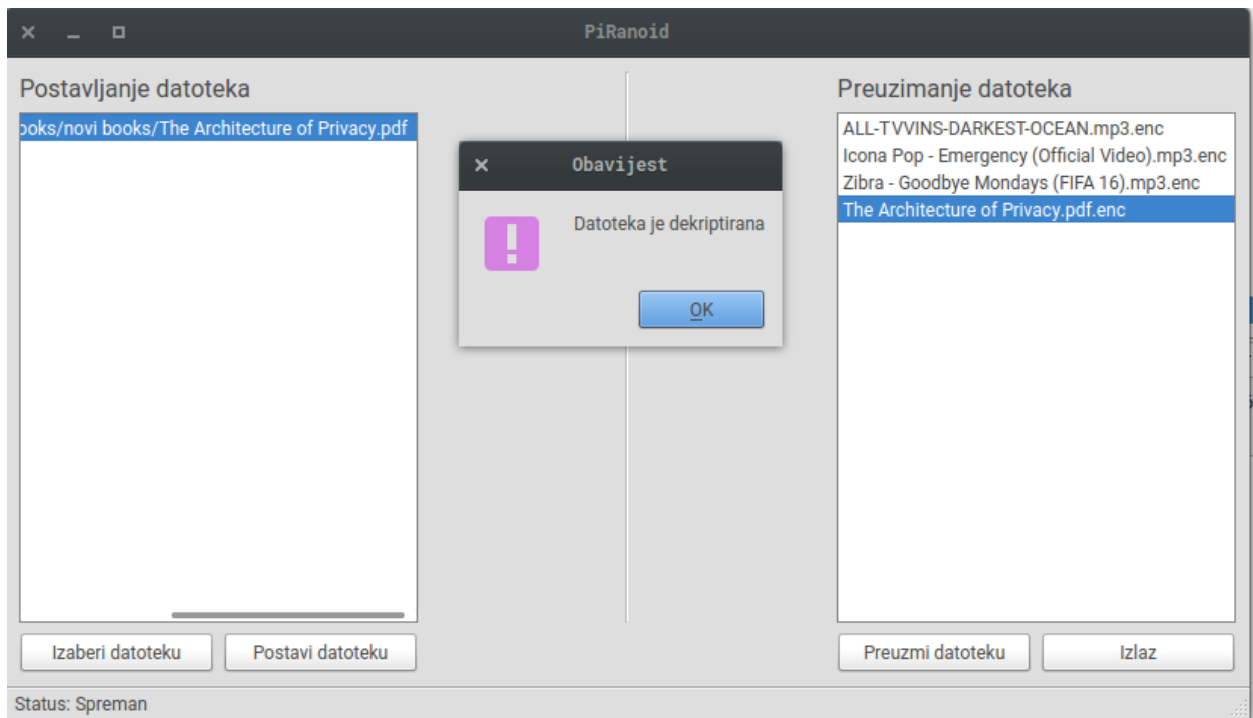 PiRanoid
Postavljanje datoteka
ooks/novi books/The Architecture of Privacy.pdf
Obavijest
Datoteka je dekriptirana
OK
Preuzimanje datoteka
ALL-TVVINS-DARKEST-OCEAN.mp3.enc
Icona Pop - Emergency (Official Video).mp3.enc
Zibra - Goodbye Mondays (FIFA 16).mp3.enc
The Architecture of Privacy.pdf.enc
Izaberi datoteku
Postavi datoteku
Preuzmi datoteku
Izlaz
Status: Spreman